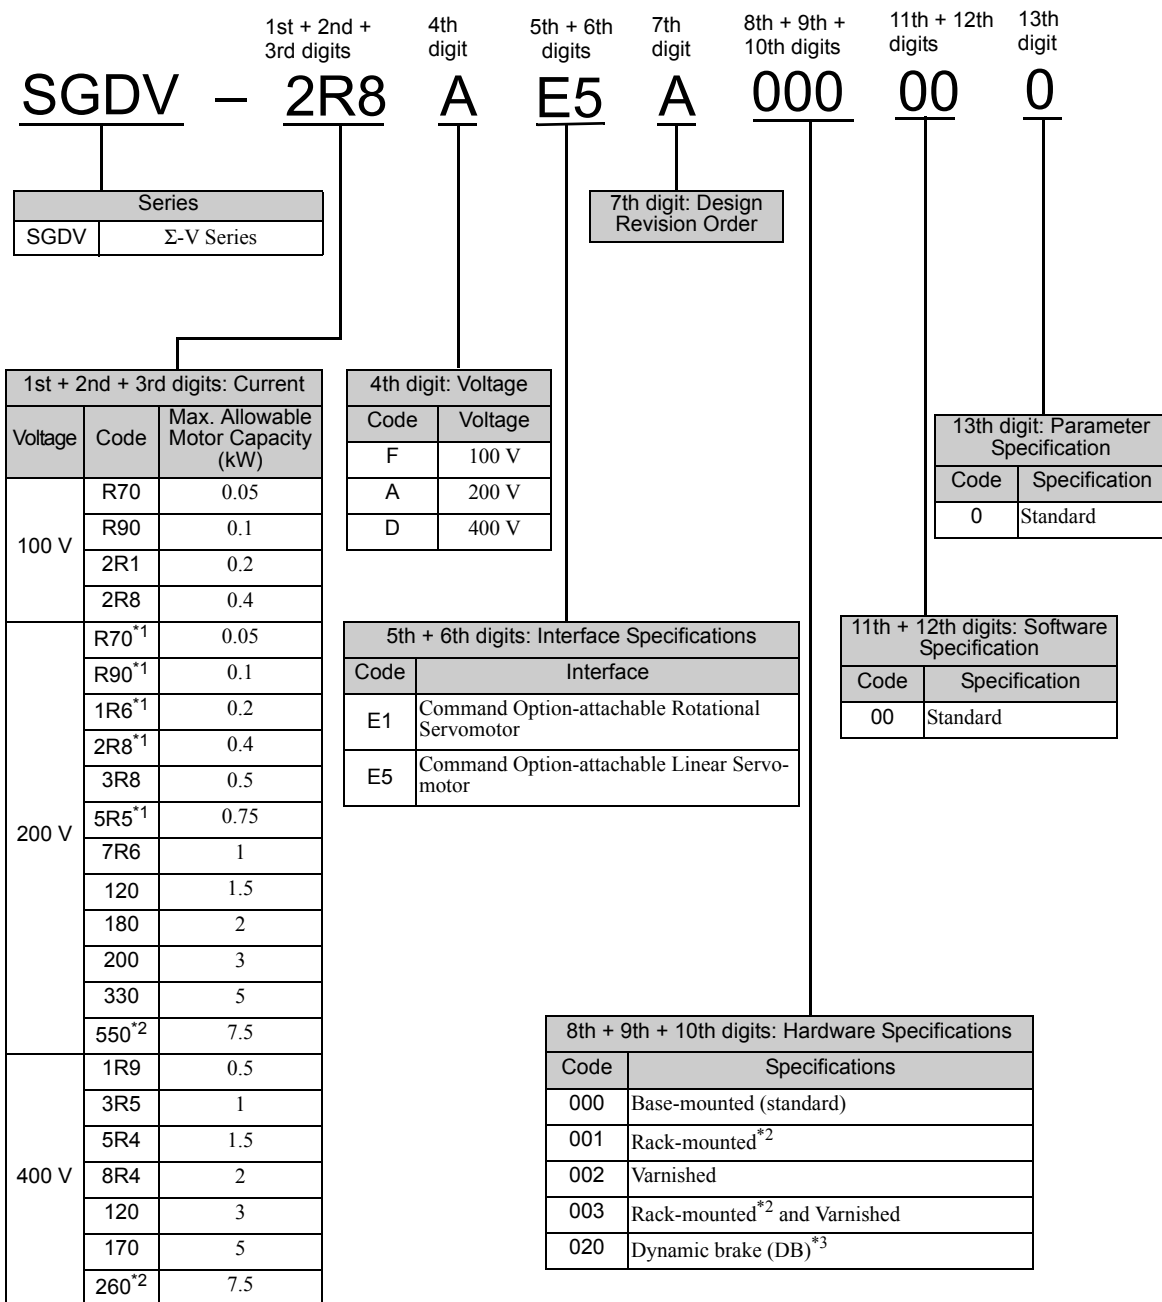 1st + 2nd +
3rd digits
4th
digit
5th + 6th
digits
7th
digit
8th + 9th +
10th digits
11th + 12th
digits
13th
digit
SGDV – 2R8 A E5 A 000 00 0
Series
SGDV Σ-V Series
7th digit: Design
Revision Order
1st + 2nd + 3rd digits: Current
Voltage Code Max. Allowable
Motor Capacity
(kW)
100 V
R70 0.05
R90 0.1
2R1 0.2
2R8 0.4
200 V
R70*1 0.05
R90*1 0.1
1R6*1 0.2
2R8*1 0.4
3R8 0.5
5R5*1 0.75
7R6 1
120 1.5
180 2
200 3
330 5
550*2 7.5
400 V
1R9 0.5
3R5 1
5R4 1.5
8R4 2
120 3
170 5
260*2 7.5
4th digit: Voltage
Code Voltage
F 100 V
A 200 V
D 400 V
13th digit: Parameter
Specification
Code Specification
0 Standard
5th + 6th digits: Interface Specifications
Code Interface
E1 Command Option-attachable Rotational
Servomotor
E5 Command Option-attachable Linear Servo-
motor
11th + 12th digits: Software
Specification
Code Specification
00 Standard
8th + 9th + 10th digits: Hardware Specifications
Code Specifications
000 Base-mounted (standard)
001 Rack-mounted*2
002 Varnished
003 Rack-mounted*2 and Varnished
020 Dynamic brake (DB)*3